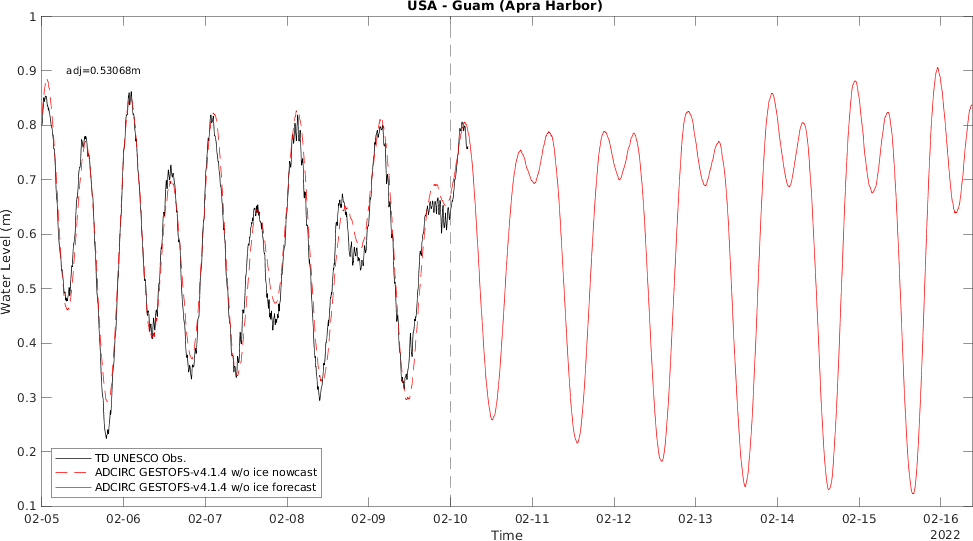 USA - Guam (Apra Harbor)
1
0.9
0.8
0.7
0.6
0.5
0.4
0.3
0.2
0.1
Water Level (m)
adj=0.53068m
TD UNESCO Obs.
ADCIRC GESTOFS-v4.1.4 w/o ice nowcast
ADCIRC GESTOFS-v4.1.4 w/o ice forecast
02-05 02-06 02-07 02-08 02-09 02-10 02-11 02-12 02-13 02-14 02-15 02-16
Time
2022